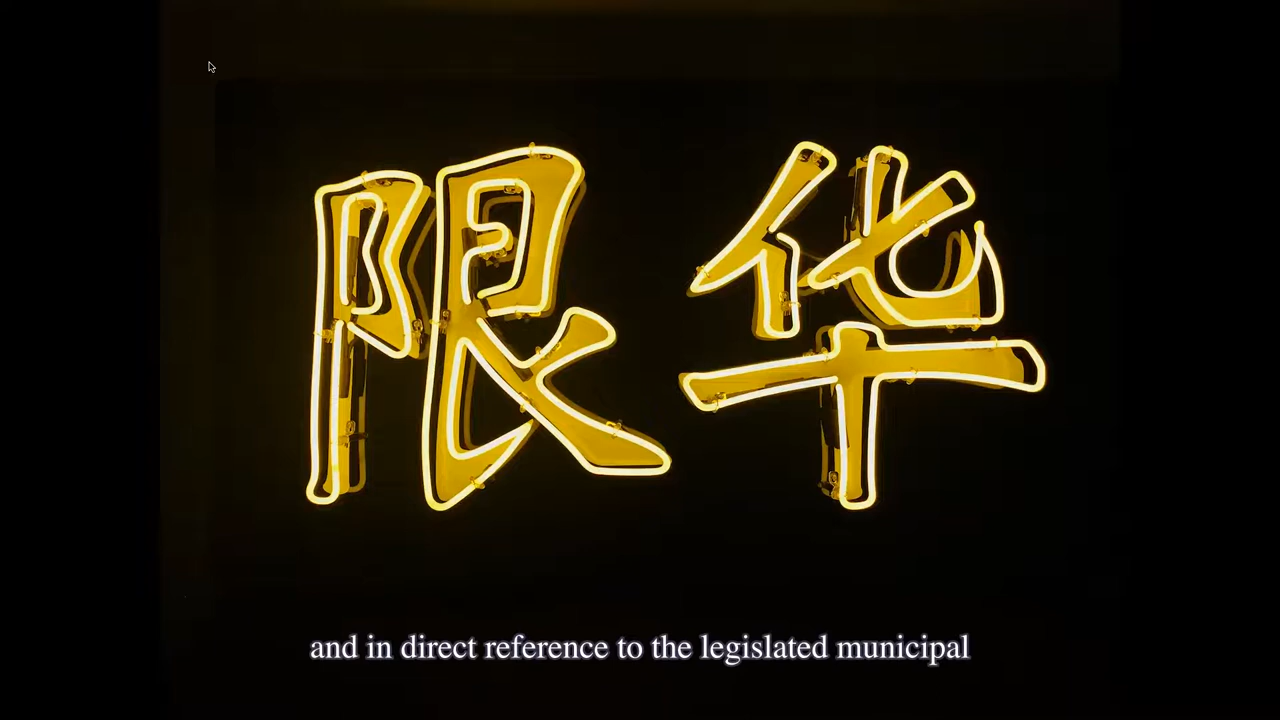 限华
and in direct reference to the legislated municipal